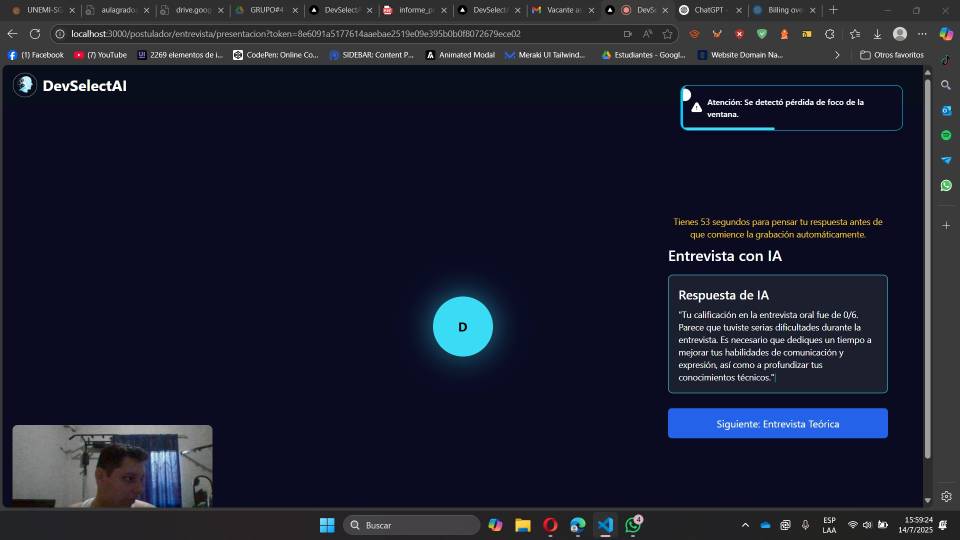 UNEMI-SG
aulagrado
drive.goog
GRUPO#4
DevSelectA
informe_p
DevSelectA
Vacante as
DevSe
ChatGPT
Billing ove
localhost:3000/postulador/entrevista/presentacion?token=8e6091a5177614aaebae2519e09e395b0b0f8072679ece02
(1) Facebook
(7) YouTube
2269 elementos de i...
CodePen: Online Co...
SIDEBAR: Content P...
Animated Modal
Meraki UI Tailwind...
Estudiantes - Googl...
Website Domain Na...
Otros favoritos
DevSelectAI
Atención: Se detectó pérdida de foco de la
ventana.
Tienes 53 segundos para pensar tu respuesta antes de
que comience la grabación automáticamente.
Entrevista con IA
Respuesta de IA
"Tu calificación en la entrevista oral fue de 0/6.
Parece que tuviste serias dificultades durante la
entrevista. Es necesario que dediques un tiempo a
mejorar tus habilidades de comunicación y
expresión, así como a profundizar tus
conocimientos técnicos."
D
Siguiente: Entrevista Teórica
Buscar
4
ESP
LAA
15:59:24
14/7/2025